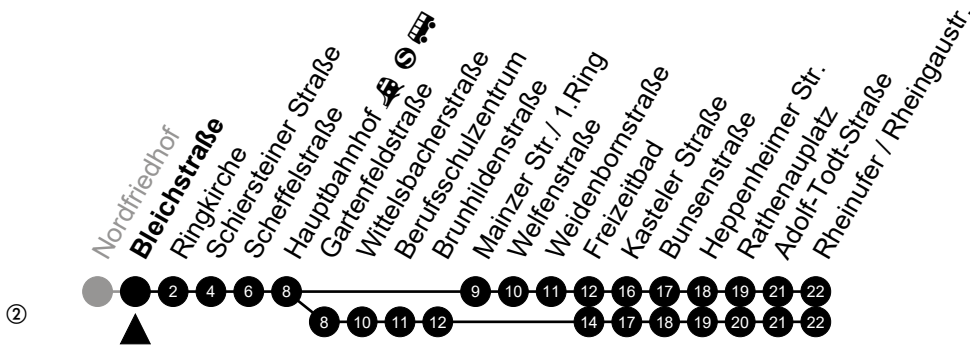 Nordfriedhof
Bleichstraße
Ringkirche
Schiersteiner Straße
Scheffelstraße
Hauptbahnhof S
Gartenfeldstraße
Wittelsbacherstraße
Berufsschulzentrum
Brunhildenstraße
Mainzer Str / 1.Ring
Welfenstraße
Weidenbornstraße
Freizeitbad
Kasteler Straße
Bunsenstraße
Heppenheimer Str.
Rathenauplatz
Adolf-Todt-Straße
Rheinufer / Rheingaustr.
2 4 6 8 9 10 11 12 16 17 18 19 21 22
② 8 10 11 12 14 17 18 19 20 21 22